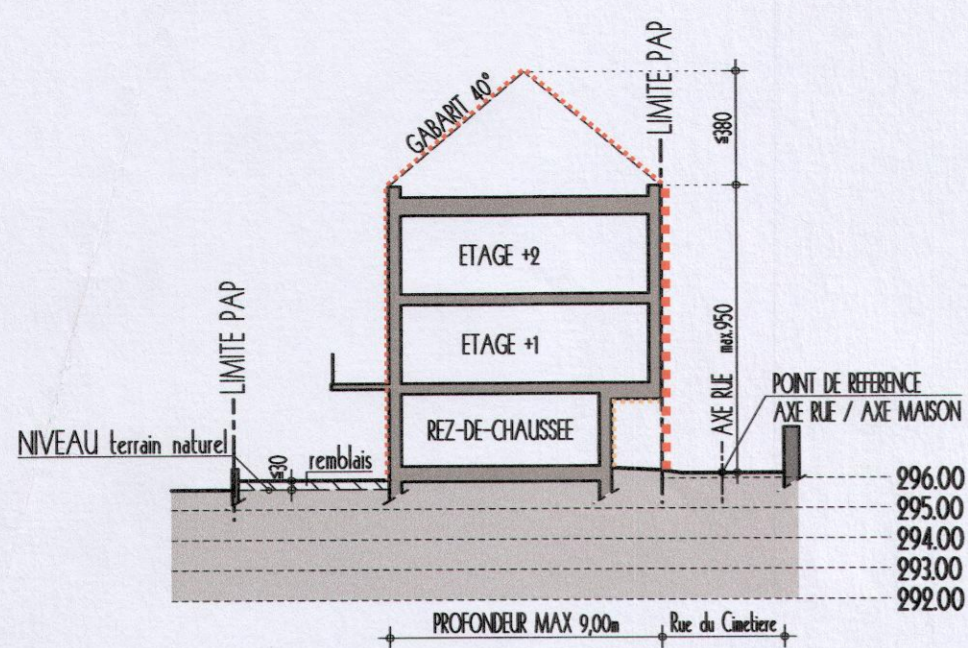 LIMITE PAP
GABARIT 40°
≤380
ETAGE +2
LIMITE PAP
ETAGE +1
AXE RUE
max.950
POINT DE REFERENCE
AXE RUE / AXE MAISON
REZ-DE-CHAUSSEE
NIVEAU terrain naturel
≤30
remblais
296.00
295.00
294.00
293.00
292.00
PROFONDEUR MAX 9,00m
Rue du Cimetiere